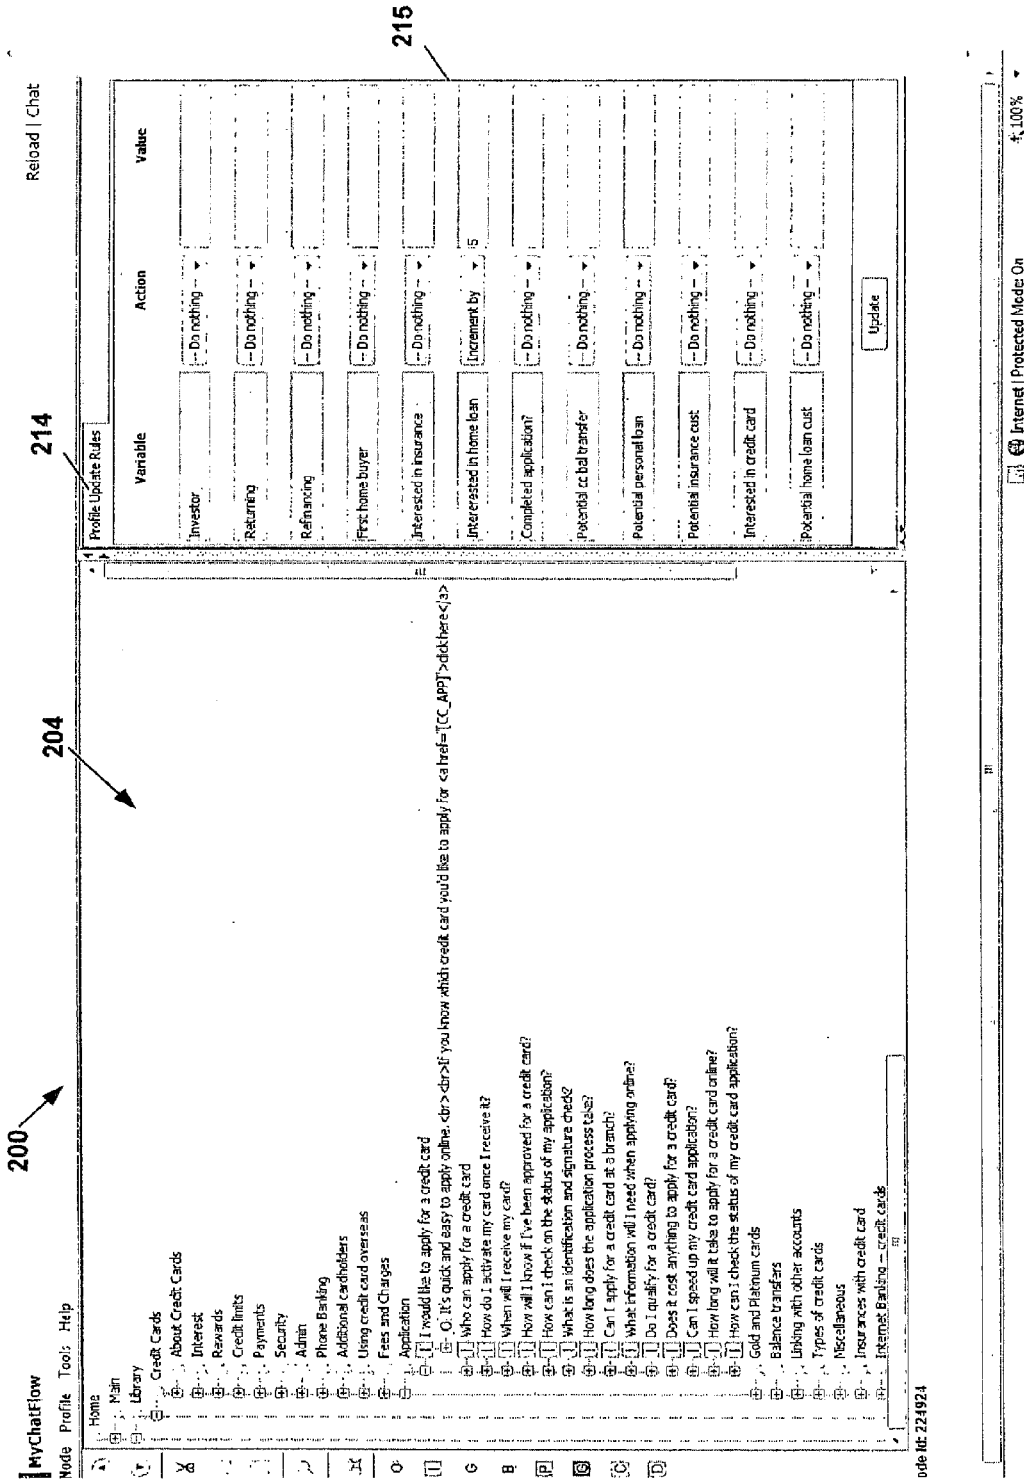 200
204
214
215
MyChatFlow
Reload | Chat
Node Profile Tools Help
Home
Main
Library
Credit Cards
About Credit Cards
Interest
Rewards
Credit limits
Payments
Security
Admin
Phone Banking
Additional cardholders
Using credit card overseas
Fees and Charges
Application
[I] I would like to apply for a credit card
O: It's quick and easy to apply online. <br><br>If you know which credit card you'd like to apply for <a href='[CC_APP]'>click here</a>
[I] Who can apply for a credit card
[I] How do I activate my card once I receive it?
[I] When will I receive my card?
[I] How will I know if I've been approved for a credit card?
[I] How can I check on the status of my application?
[I] What is an identification and signature check?
[I] How long does the application process take?
[I] Can I apply for a credit card at a branch?
[I] What information will I need when applying online?
[I] Do I qualify for a credit card?
[I] Does it cost anything to apply for a credit card?
[I] Can I speed up my credit card application?
[I] How long will it take to apply for a credit card online?
[I] How can I check the status of my credit card application?
Gold and Platinum cards
Balance transfers
Linking with other accounts
Types of credit cards
Miscellaneous
Insurances with credit card
Internet Banking -- credit cards
O
I
G
B
P
G
C
D
Profile Update Rules
Variable Action Value
Investor -- Do nothing --
Returning -- Do nothing --
Refinancing -- Do nothing --
First home buyer -- Do nothing --
Interested in insurance -- Do nothing --
Intererested in home loan Increment by 5
Completed application? -- Do nothing --
Potential cc bal transfer -- Do nothing --
Potential personal loan -- Do nothing --
Potential insurance cust -- Do nothing --
Interested in credit card -- Do nothing --
Potential home loan cust -- Do nothing --
Update
ode Id: 224924
Internet | Protected Mode: On
100%